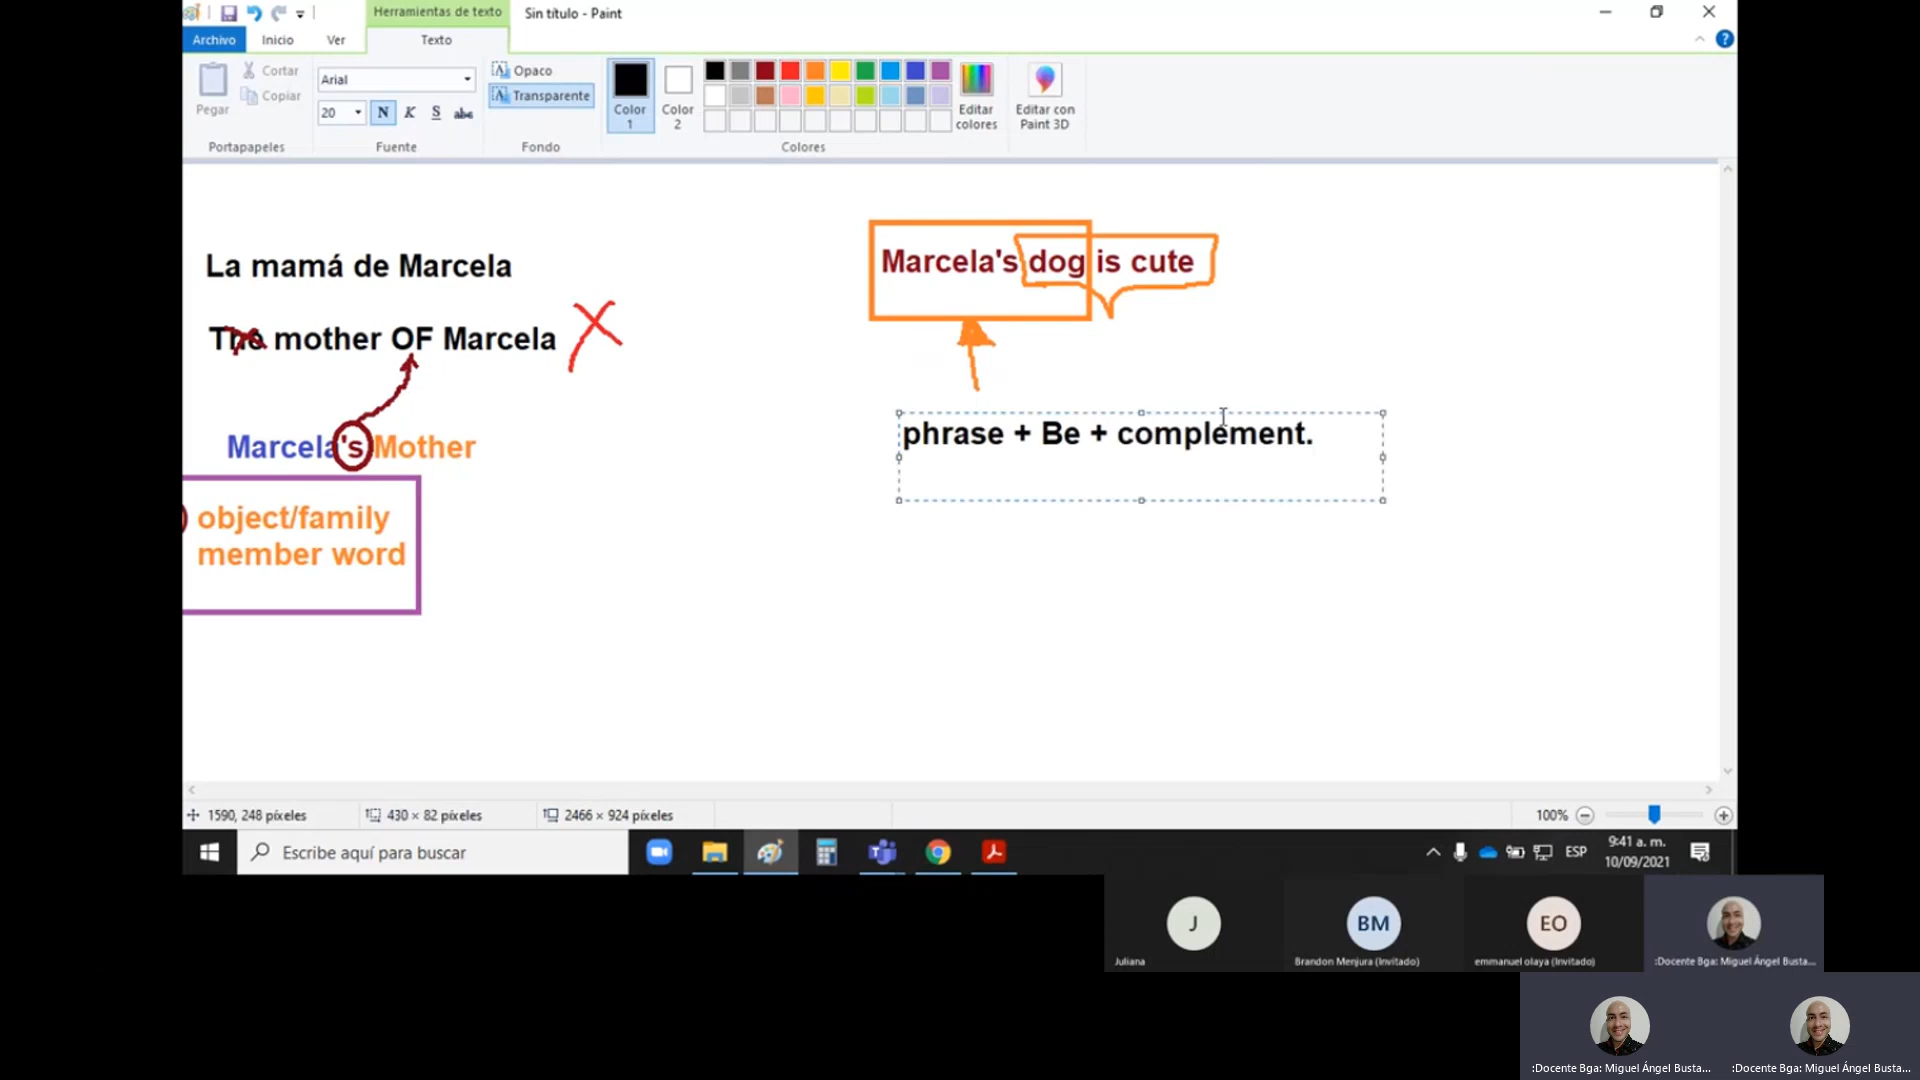 Herramientas de texto
Sin título - Paint
Archivo
Inicio
Ver
Texto
Pegar
Cortar
Copiar
Portapapeles
Arial
20
N
K
S
abc
Fuente
Opaco
Transparente
Fondo
Color 1
Color 2
Editar colores
Editar con Paint 3D
Colores
La mamá de Marcela
The mother OF Marcela
Marcela's Mother
) object/family
member word
Marcela's dog is cute
phrase + Be + complement.
1590, 248 píxeles
430 × 82 píxeles
2466 × 924 píxeles
100%
Escribe aquí para buscar
ESP
9:41 a. m.
10/09/2021
J
Juliana
BM
Brandon Menjura (Invitado)
EO
emmanuel olaya (Invitado)
:Docente Bga: Miguel Ángel Busta...
:Docente Bga: Miguel Ángel Busta...
:Docente Bga: Miguel Ángel Busta...